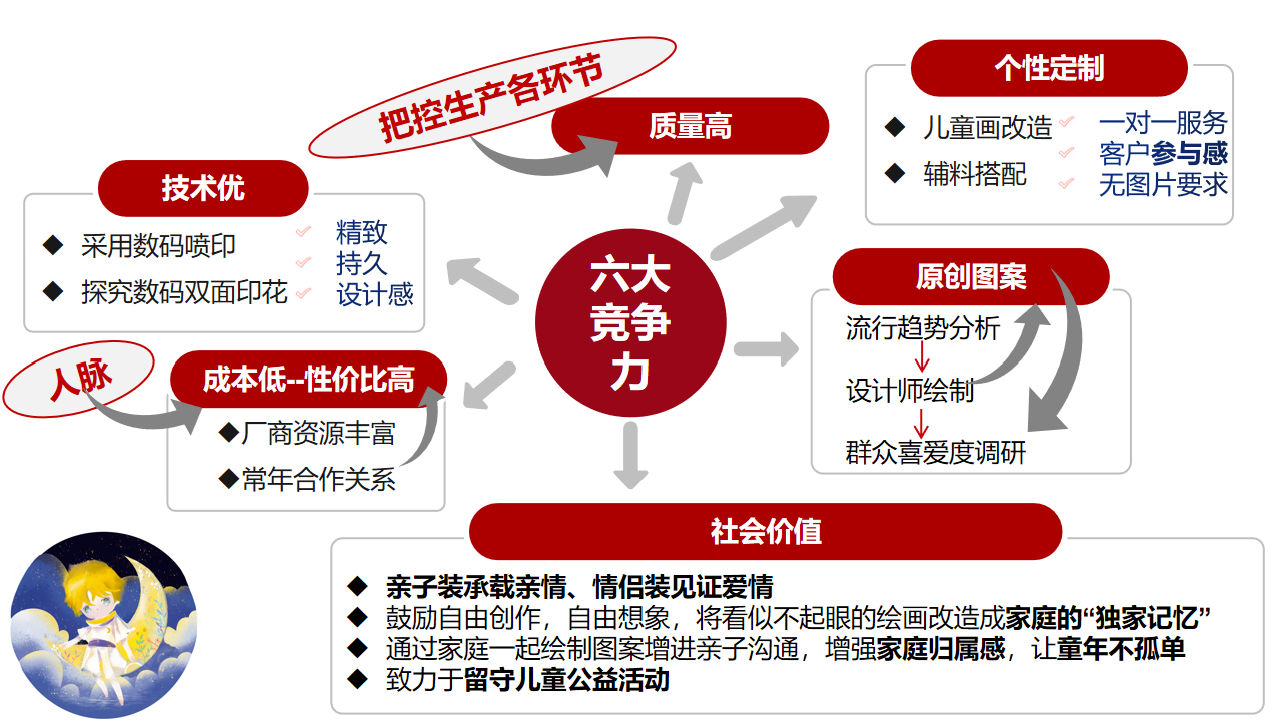 把控生产各环节
质量高
个性定制
◆ 儿童画改造
◆ 辅料搭配
✓ 一对一服务
✓ 客户参与感
✓ 无图片要求
技术优
◆ 采用数码喷印
◆ 探究数码双面印花
✓ 精致
✓ 持久
✓ 设计感
六大
竞争
力
原创图案
流行趋势分析
设计师绘制
群众喜爱度调研
人脉
成本低--性价比高
◆厂商资源丰富
◆常年合作关系
社会价值
◆ 亲子装承载亲情、情侣装见证爱情
◆ 鼓励自由创作，自由想象，将看似不起眼的绘画改造成家庭的“独家记忆”
◆ 通过家庭一起绘制图案增进亲子沟通，增强家庭归属感，让童年不孤单
◆ 致力于留守儿童公益活动